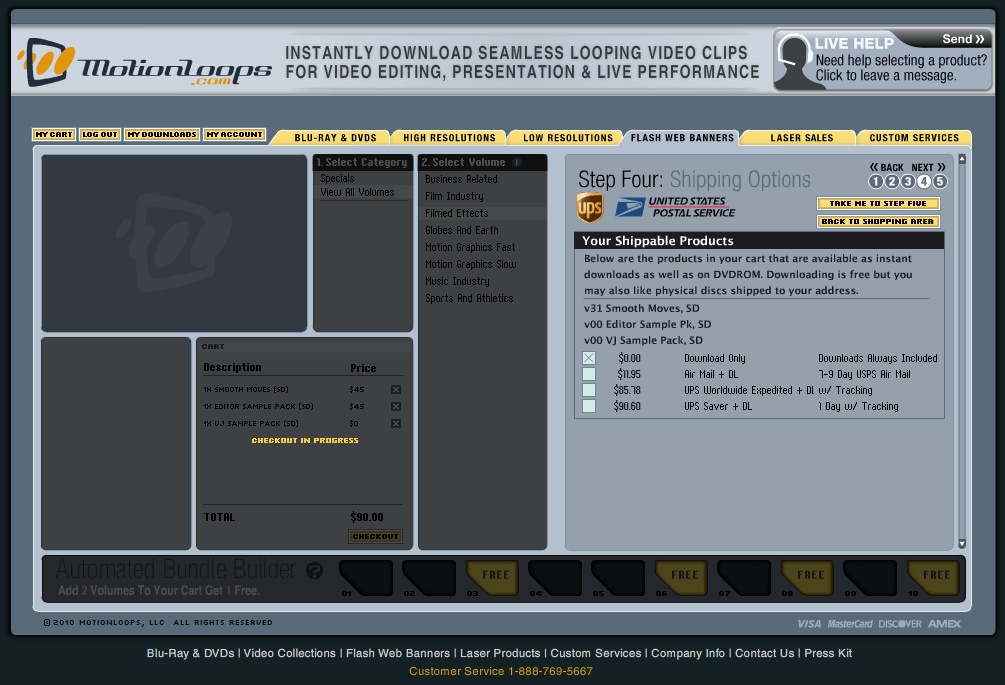 MotionLoops
.com
INSTANTLY DOWNLOAD SEAMLESS LOOPING VIDEO CLIPS
FOR VIDEO EDITING, PRESENTATION & LIVE PERFORMANCE
LIVE HELP
Send »
Need help selecting a product?
Click to leave a message.
MY CART LOG OUT MY DOWNLOADS MY ACCOUNT
BLU-RAY & DVDS HIGH RESOLUTIONS LOW RESOLUTIONS FLASH WEB BANNERS LASER SALES CUSTOM SERVICES
1. Select Category
Specials
View All Volumes
2. Select Volume i
Business Related
Film Industry
Filmed Effects
Globes And Earth
Motion Graphics Fast
Motion Graphics Slow
Music Industry
Sports And Athletics
Step Four: Shipping Options
« BACK NEXT »
1 2 3 4 5
ups
UNITED STATES
POSTAL SERVICE
TAKE ME TO STEP FIVE
BACK TO SHOPPING AREA
Your Shippable Products
Below are the products in your cart that are available as instant
downloads as well as on DVDROM. Downloading is free but you
may also like physical discs shipped to your address.
v31 Smooth Moves, SD
v00 Editor Sample Pk, SD
v00 VJ Sample Pack, SD
$0.00 Download Only Downloads Always Included
$11.95 Air Mail + DL 7-9 Day USPS Air Mail
$85.78 UPS Worldwide Expedited + DL w/ Tracking
$90.60 UPS Saver + DL 1 Day w/ Tracking
CART
Description Price
1X SMOOTH MOVES (SD) $45
1X EDITOR SAMPLE PACK (SD) $45
1X VJ SAMPLE PACK (SD) $0
CHECKOUT IN PROGRESS
TOTAL $90.00
CHECKOUT
Automated Bundle Builder ?
Add 2 Volumes To Your Cart Get 1 Free.
FREE FREE FREE FREE
01 02 03 04 05 06 07 08 09 10
© 2010 MOTIONLOOPS, LLC ALL RIGHTS RESERVED
VISA MasterCard DISCOVER AMEX
Blu-Ray & DVDs | Video Collections | Flash Web Banners | Laser Products | Custom Services | Company Info | Contact Us | Press Kit
Customer Service 1-888-769-5667